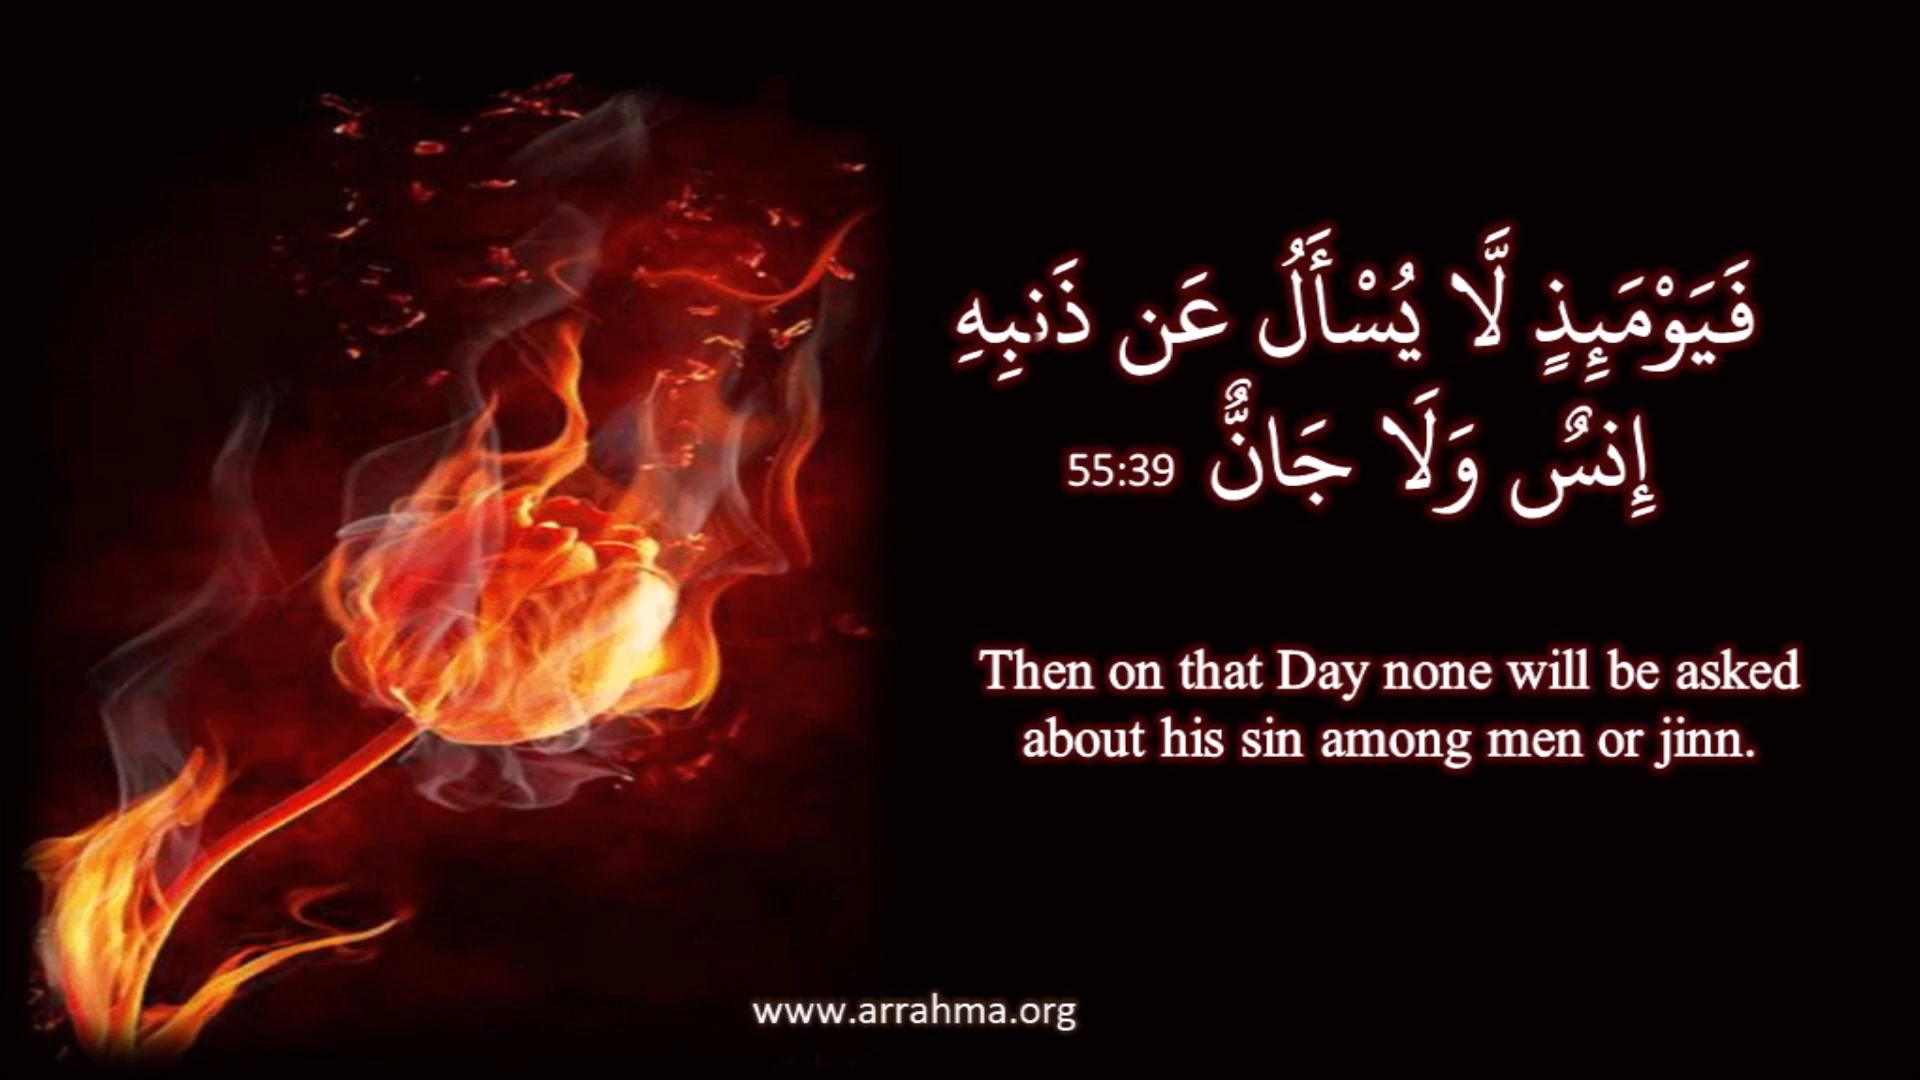 فَيَوْمَئِذٍ لَّا يُسْأَلُ عَن ذَنبِهِ
إِنسٌ وَلَا جَانٌّ 55:39
Then on that Day none will be asked
about his sin among men or jinn.
www.arrahma.org